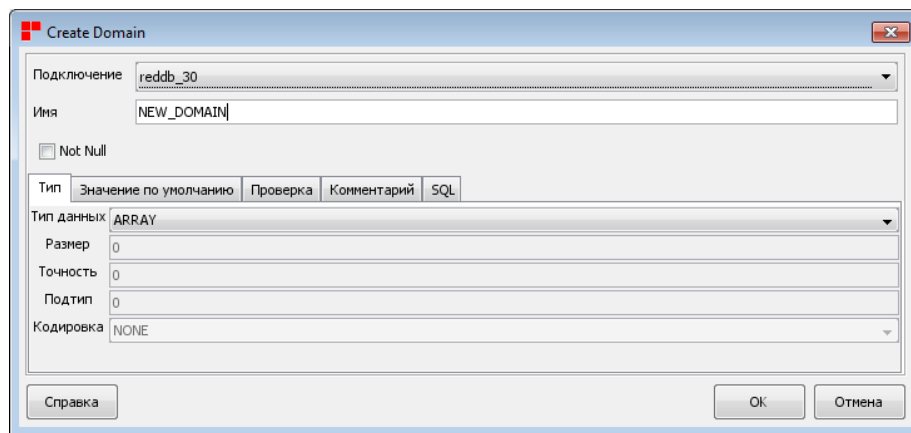 Create Domain
Подключение reddb_30
Имя NEW_DOMAIN
Not Null
Тип Значение по умолчанию Проверка Комментарий SQL
Тип данных ARRAY
Размер 0
Точность 0
Подтип 0
Кодировка NONE
Справка OK Отмена